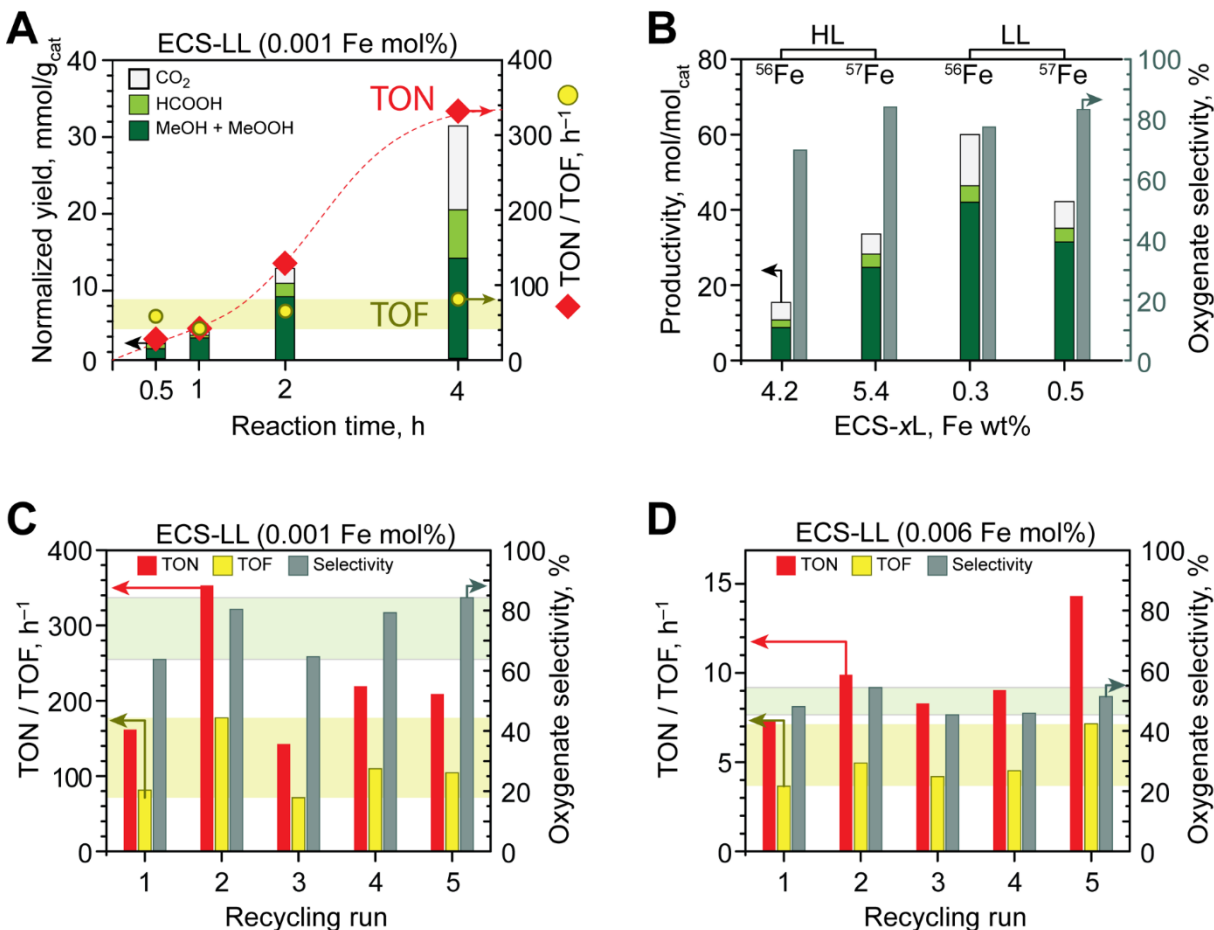 A
ECS-LL (0.001 Fe mol%)
Normalized yield, mmol/gcat
40
30
20
10
0
CO2
HCOOH
MeOH + MeOOH
TON
TOF
400
300
200
100
0
TON / TOF, h−1
0.5
1
2
4
Reaction time, h
B
HL
LL
56Fe
57Fe
56Fe
57Fe
Productivity, mol/molcat
80
60
40
20
0
100
80
60
40
20
0
Oxygenate selectivity, %
4.2
5.4
0.3
0.5
ECS-xL, Fe wt%
C
ECS-LL (0.001 Fe mol%)
TON
TOF
Selectivity
TON / TOF, h−1
400
300
200
100
0
100
80
60
40
20
0
Oxygenate selectivity, %
1
2
3
4
5
Recycling run
D
ECS-LL (0.006 Fe mol%)
TON
TOF
Selectivity
TON / TOF, h−1
15
10
5
0
100
80
60
40
20
0
Oxygenate selectivity, %
1
2
3
4
5
Recycling run